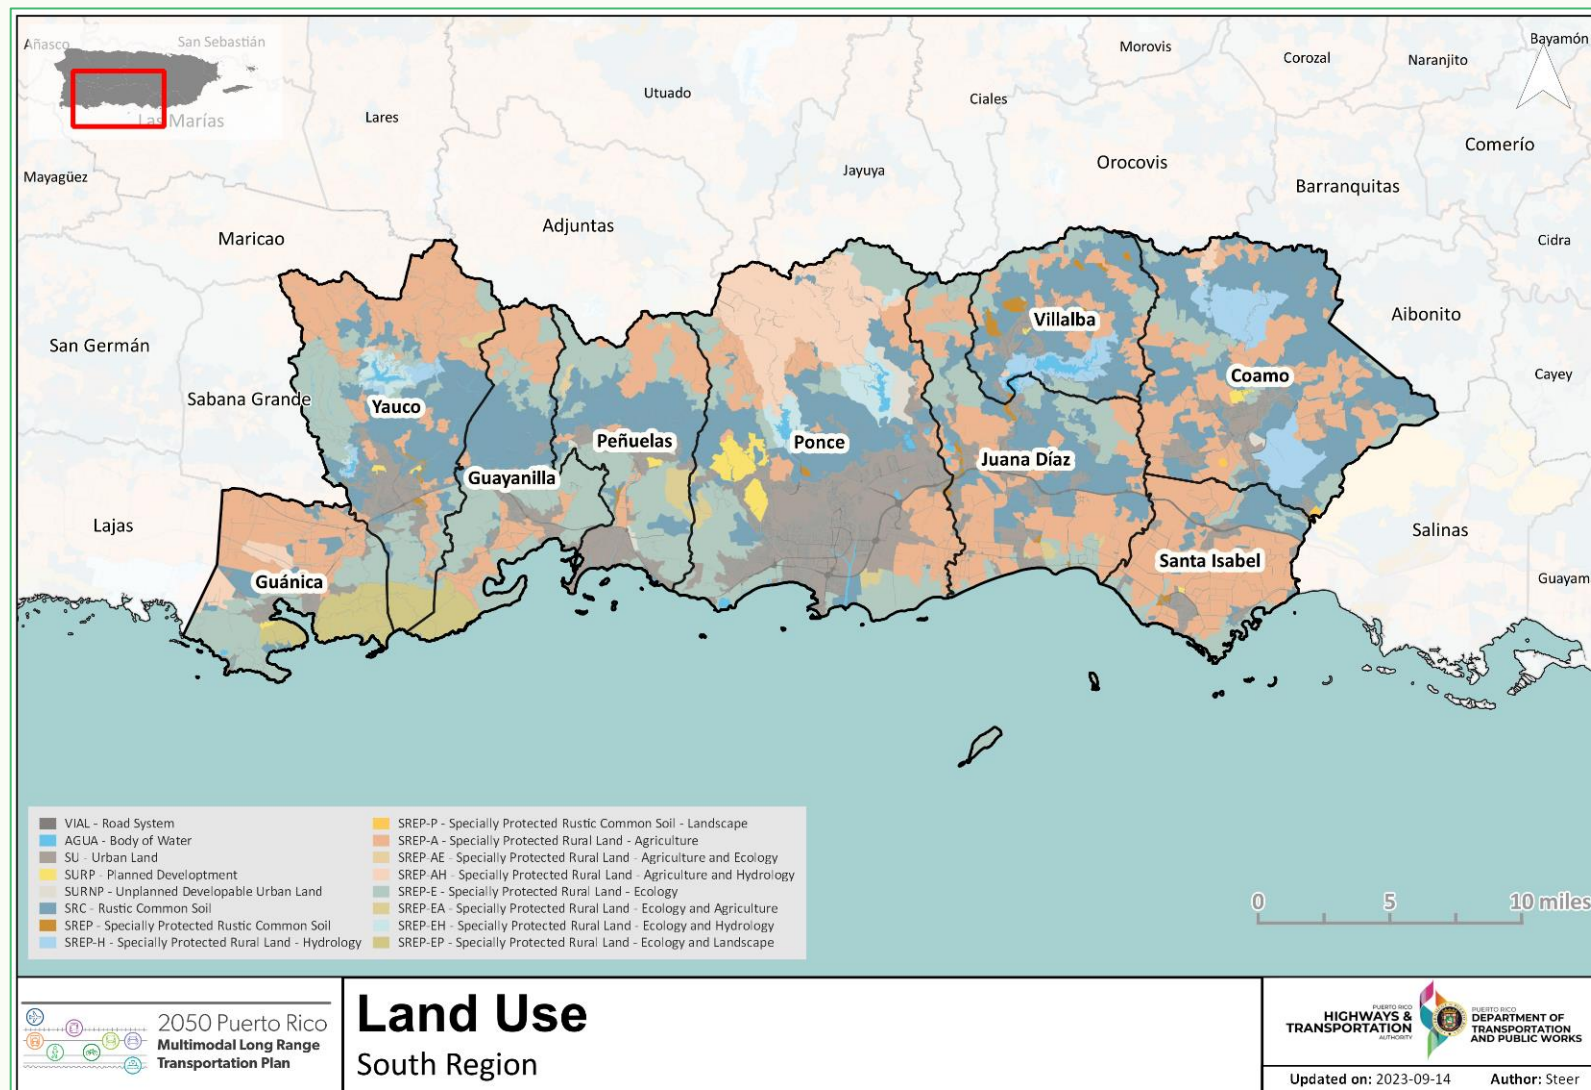 Añasco
San Sebastián
Las Marías
Mayagüez
Lares
Utuado
Morovis
Corozal
Naranjito
Bayamón
Ciales
Comerío
Orocovis
Barranquitas
Jayuya
Adjuntas
Maricao
Cidra
Aibonito
San Germán
Sabana Grande
Cayey
Lajas
Salinas
Guayam
Villalba
Coamo
Yauco
Peñuelas
Ponce
Juana Díaz
Guayanilla
Guánica
Santa Isabel
VIAL - Road System
AGUA - Body of Water
SU - Urban Land
SURP - Planned Developtment
SURNP - Unplanned Developable Urban Land
SRC - Rustic Common Soil
SREP - Specially Protected Rustic Common Soil
SREP-H - Specially Protected Rural Land - Hydrology
SREP-P - Specially Protected Rustic Common Soil - Landscape
SREP-A - Specially Protected Rural Land - Agriculture
SREP-AE - Specially Protected Rural Land - Agriculture and Ecology
SREP-AH - Specially Protected Rural Land - Agriculture and Hydrology
SREP-E - Specially Protected Rural Land - Ecology
SREP-EA - Specially Protected Rural Land - Ecology and Agriculture
SREP-EH - Specially Protected Rural Land - Ecology and Hydrology
SREP-EP - Specially Protected Rural Land - Ecology and Landscape
0 5 10 miles
2050 Puerto Rico
Multimodal Long Range
Transportation Plan
Land Use
South Region
PUERTO RICO
HIGHWAYS &
TRANSPORTATION
AUTHORITY
PUERTO RICO
DEPARTMENT OF
TRANSPORTATION
AND PUBLIC WORKS
Updated on: 2023-09-14 Author: Steer